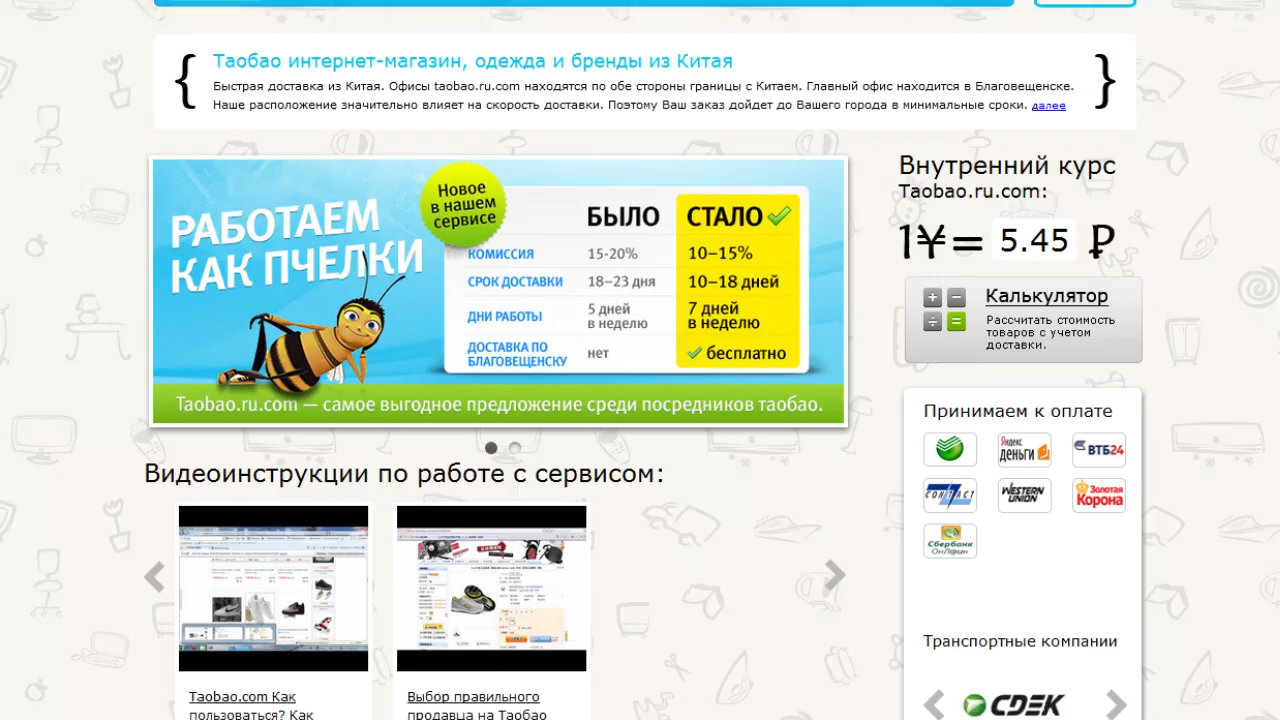 Таобао интернет-магазин, одежда и бренды из Китая
Быстрая доставка из Китая. Офисы taobao.ru.com находятся по обе стороны границы с Китаем. Главный офис находится в Благовещенске.
Наше расположение значительно влияет на скорость доставки. Поэтому Ваш заказ дойдет до Вашего города в минимальные сроки. далее
РАБОТАЕМ
КАК ПЧЕЛКИ
Новое
в нашем
сервисе
БЫЛО СТАЛО
КОМИССИЯ 15-20% 10–15%
СРОК ДОСТАВКИ 18–23 дня 10–18 дней
ДНИ РАБОТЫ 5 дней
в неделю 7 дней
в неделю
ДОСТАВКА ПО
БЛАГОВЕЩЕНСКУ нет бесплатно
Taobao.ru.com — самое выгодное предложение среди посредников таобао.
Внутренний курс
Taobao.ru.com:
1¥= 5.45 ₽
Калькулятор
Рассчитать стоимость
товаров с учетом
доставки.
Принимаем к оплате
Яндекс
деньги
ВТБ24
CONTACT
WESTERN
UNION
Золотая
Корона
Сбербанк
ОнЛайн
Транспортные компании
CDEK
Видеоинструкции по работе с сервисом:
Taobao.com Как
пользоваться? Как
Выбор правильного
продавца на Таобао